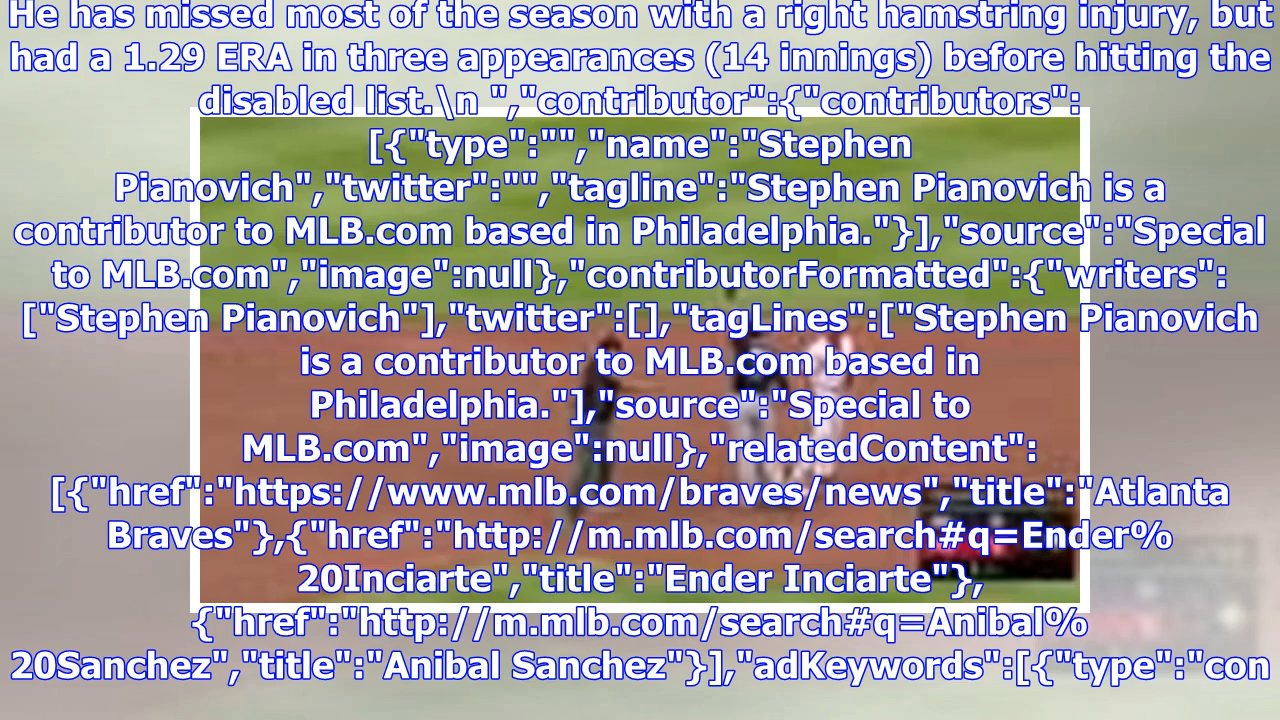 He has missed most of the season with a right hamstring injury, but
had a 1.29 ERA in three appearances (14 innings) before hitting the
disabled list.\n ","contributor":{"contributors":
[{"type":"","name":"Stephen
Pianovich","twitter":"","tagline":"Stephen Pianovich is a
contributor to MLB.com based in Philadelphia."}],"source":"Special
to MLB.com","image":null},"contributorFormatted":{"writers":
["Stephen Pianovich"],"twitter":[],"tagLines":["Stephen Pianovich
is a contributor to MLB.com based in
Philadelphia."],"source":"Special to
MLB.com","image":null},"relatedContent":
[{"href":"https://www.mlb.com/braves/news","title":"Atlanta
Braves"},{"href":"http://m.mlb.com/search#q=Ender%
20Inciarte","title":"Ender Inciarte"},
{"href":"http://m.mlb.com/search#q=Anibal%
20Sanchez","title":"Anibal Sanchez"}],"adKeywords":[{"type":"con